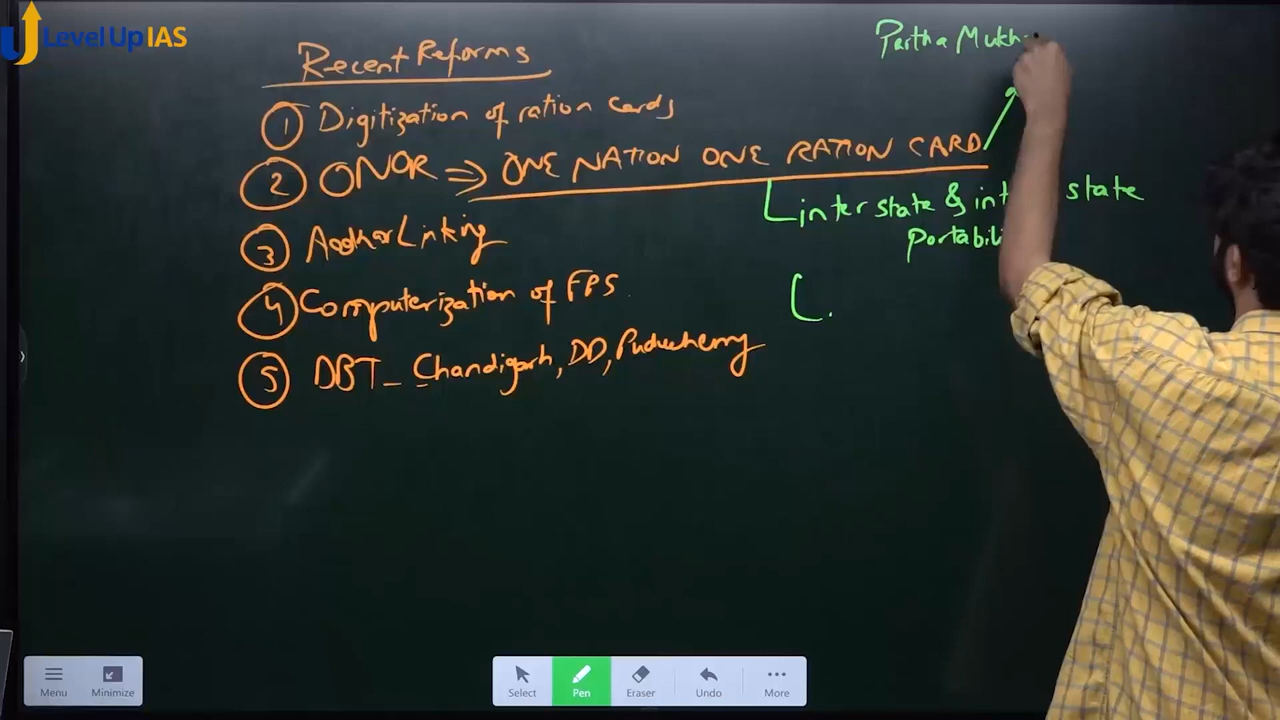 Level Up IAS
Partha Mukh
Recent Reforms
1 Digitization of ration cards
2 ONOR ⇒ ONE NATION ONE RATION CARD
inter state & int state
portabili
3 Aadhar Linking
4 Computerization of FPS
5 DBT - Chandigarh, DD, Puducherry
Menu
Minimize
Select
Pen
Eraser
Undo
More